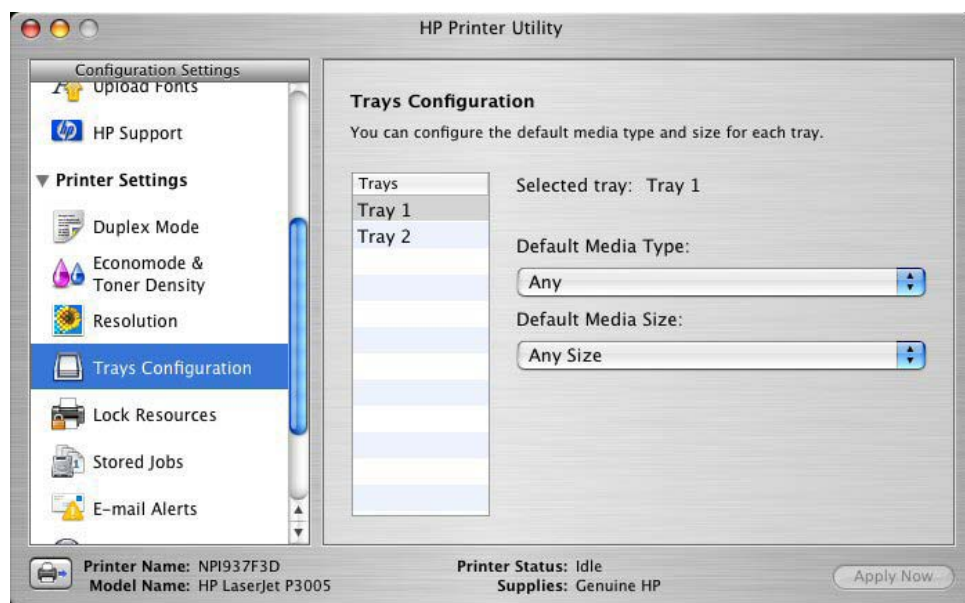 HP Printer Utility
Configuration Settings
Upload Fonts
HP Support
Printer Settings
Duplex Mode
Economode &
Toner Density
Resolution
Trays Configuration
Lock Resources
Stored Jobs
E-mail Alerts
Trays Configuration
You can configure the default media type and size for each tray.
Trays
Tray 1
Tray 2
Selected tray: Tray 1
Default Media Type:
Any
Default Media Size:
Any Size
Printer Name: NPI937F3D
Model Name: HP LaserJet P3005
Printer Status: Idle
Supplies: Genuine HP
Apply Now